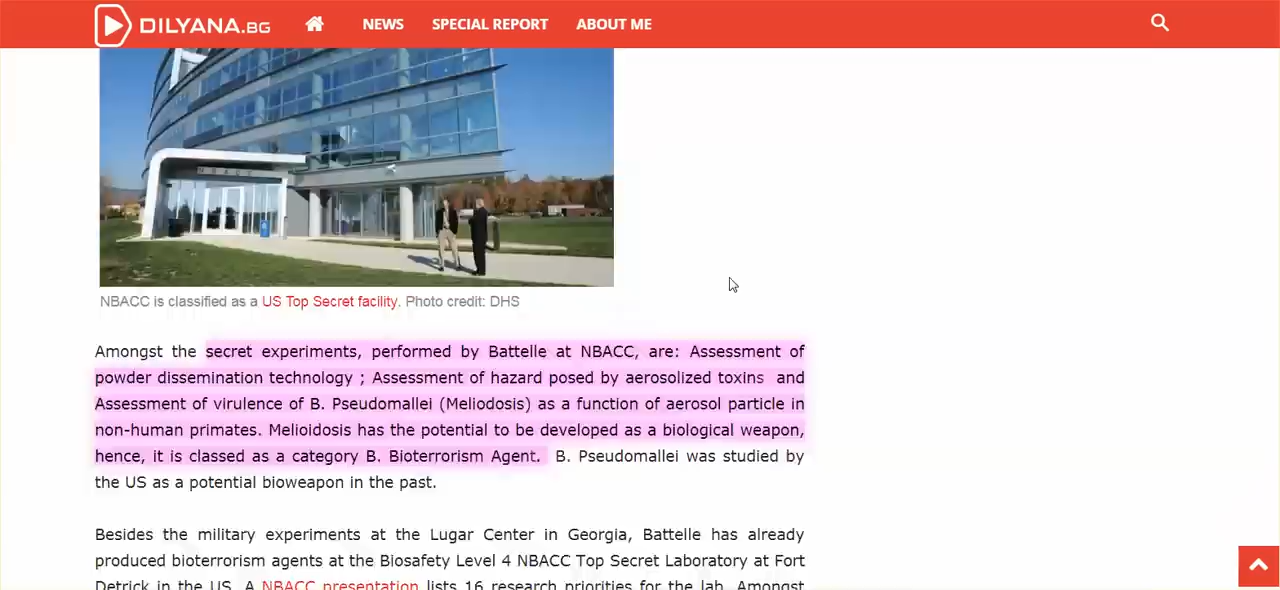 DILYANA.BG NEWS SPECIAL REPORT ABOUT ME
NBACC
NBACC is classified as a US Top Secret facility. Photo credit: DHS
Amongst the secret experiments, performed by Battelle at NBACC, are: Assessment of
powder dissemination technology ; Assessment of hazard posed by aerosolized toxins and
Assessment of virulence of B. Pseudomallei (Meliodosis) as a function of aerosol particle in
non-human primates. Melioidosis has the potential to be developed as a biological weapon,
hence, it is classed as a category B. Bioterrorism Agent. B. Pseudomallei was studied by
the US as a potential bioweapon in the past.
Besides the military experiments at the Lugar Center in Georgia, Battelle has already
produced bioterrorism agents at the Biosafety Level 4 NBACC Top Secret Laboratory at Fort
Detrick in the US. A NBACC presentation lists 16 research priorities for the lab. Amongst